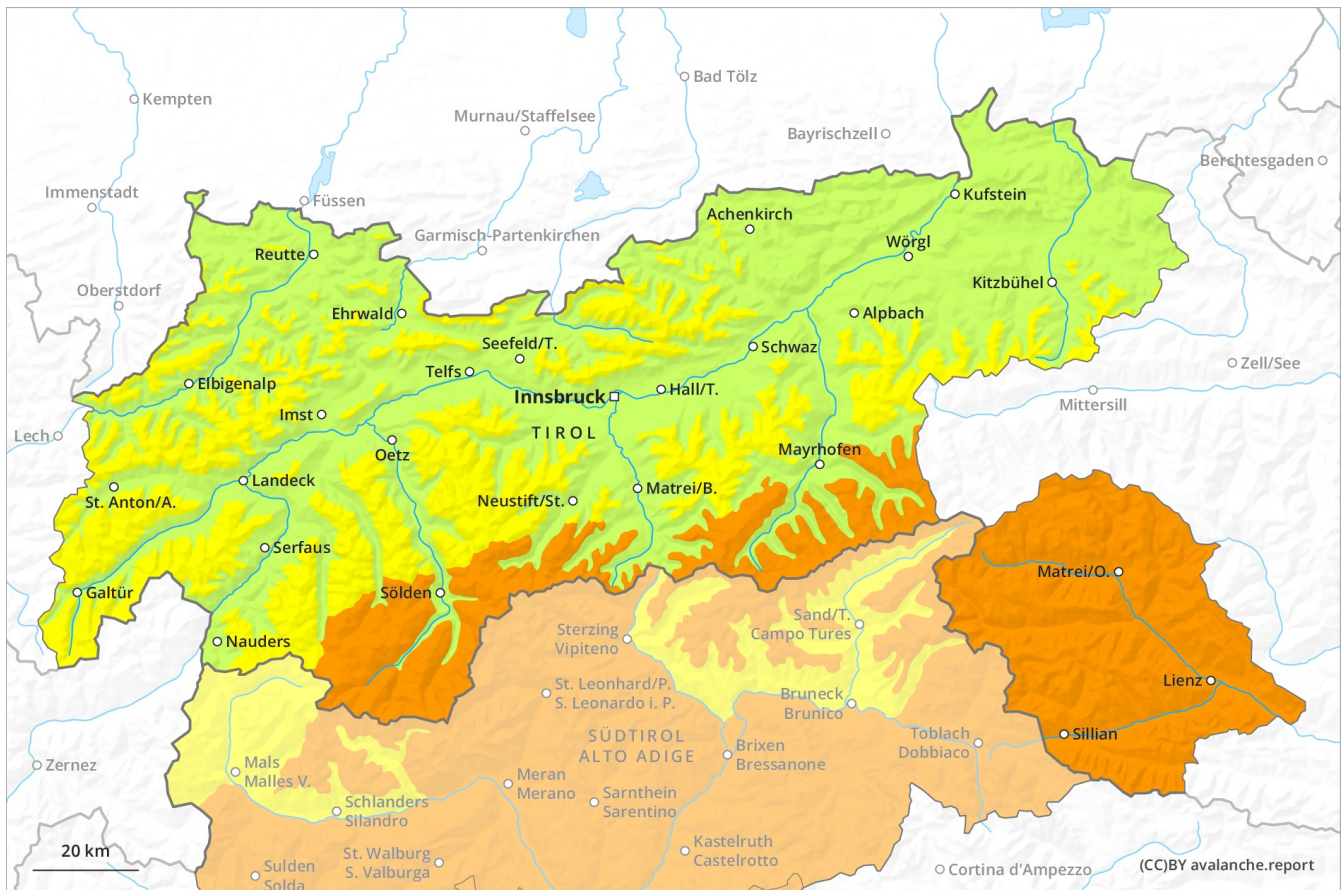 Bad Tölz
Kempten
Murnau/Staffelsee
Bayrischzell
Berchtesgaden
Immenstadt
Füssen
Kufstein
Achenkirch
Garmisch-Partenkirchen
Wörgl
Reutte
Kitzbühel
Oberstdorf
Ehrwald
Alpbach
Seefeld/T.
Schwaz
Zell/See
Telfs
Elbigenalp
Hall/T.
Innsbruck
Mittersill
Imst
TIROL
Lech
Oetz
Mayrhofen
Landeck
Matrei/B.
St. Anton/A.
Neustift/St.
Serfaus
Matrei/O.
Galtür
Sölden
Sand/T.
Campo Tures
Sterzing
Vipiteno
Nauders
Lienz
St. Leonhard/P.
S. Leonardo i. P.
Bruneck
Brunico
Sillian
SÜDTIROL
ALTO ADIGE
Toblach
Dobbiaco
Brixen
Bressanone
Zernez
Mals
Malles V.
Meran
Merano
Sarnthein
Sarentino
Schlanders
Silandro
Kastelruth
Castelrotto
20 km
St. Walburg
S. Valburga
Sulden
Solda
Cortina d'Ampezzo
(CC)BY avalanche.report